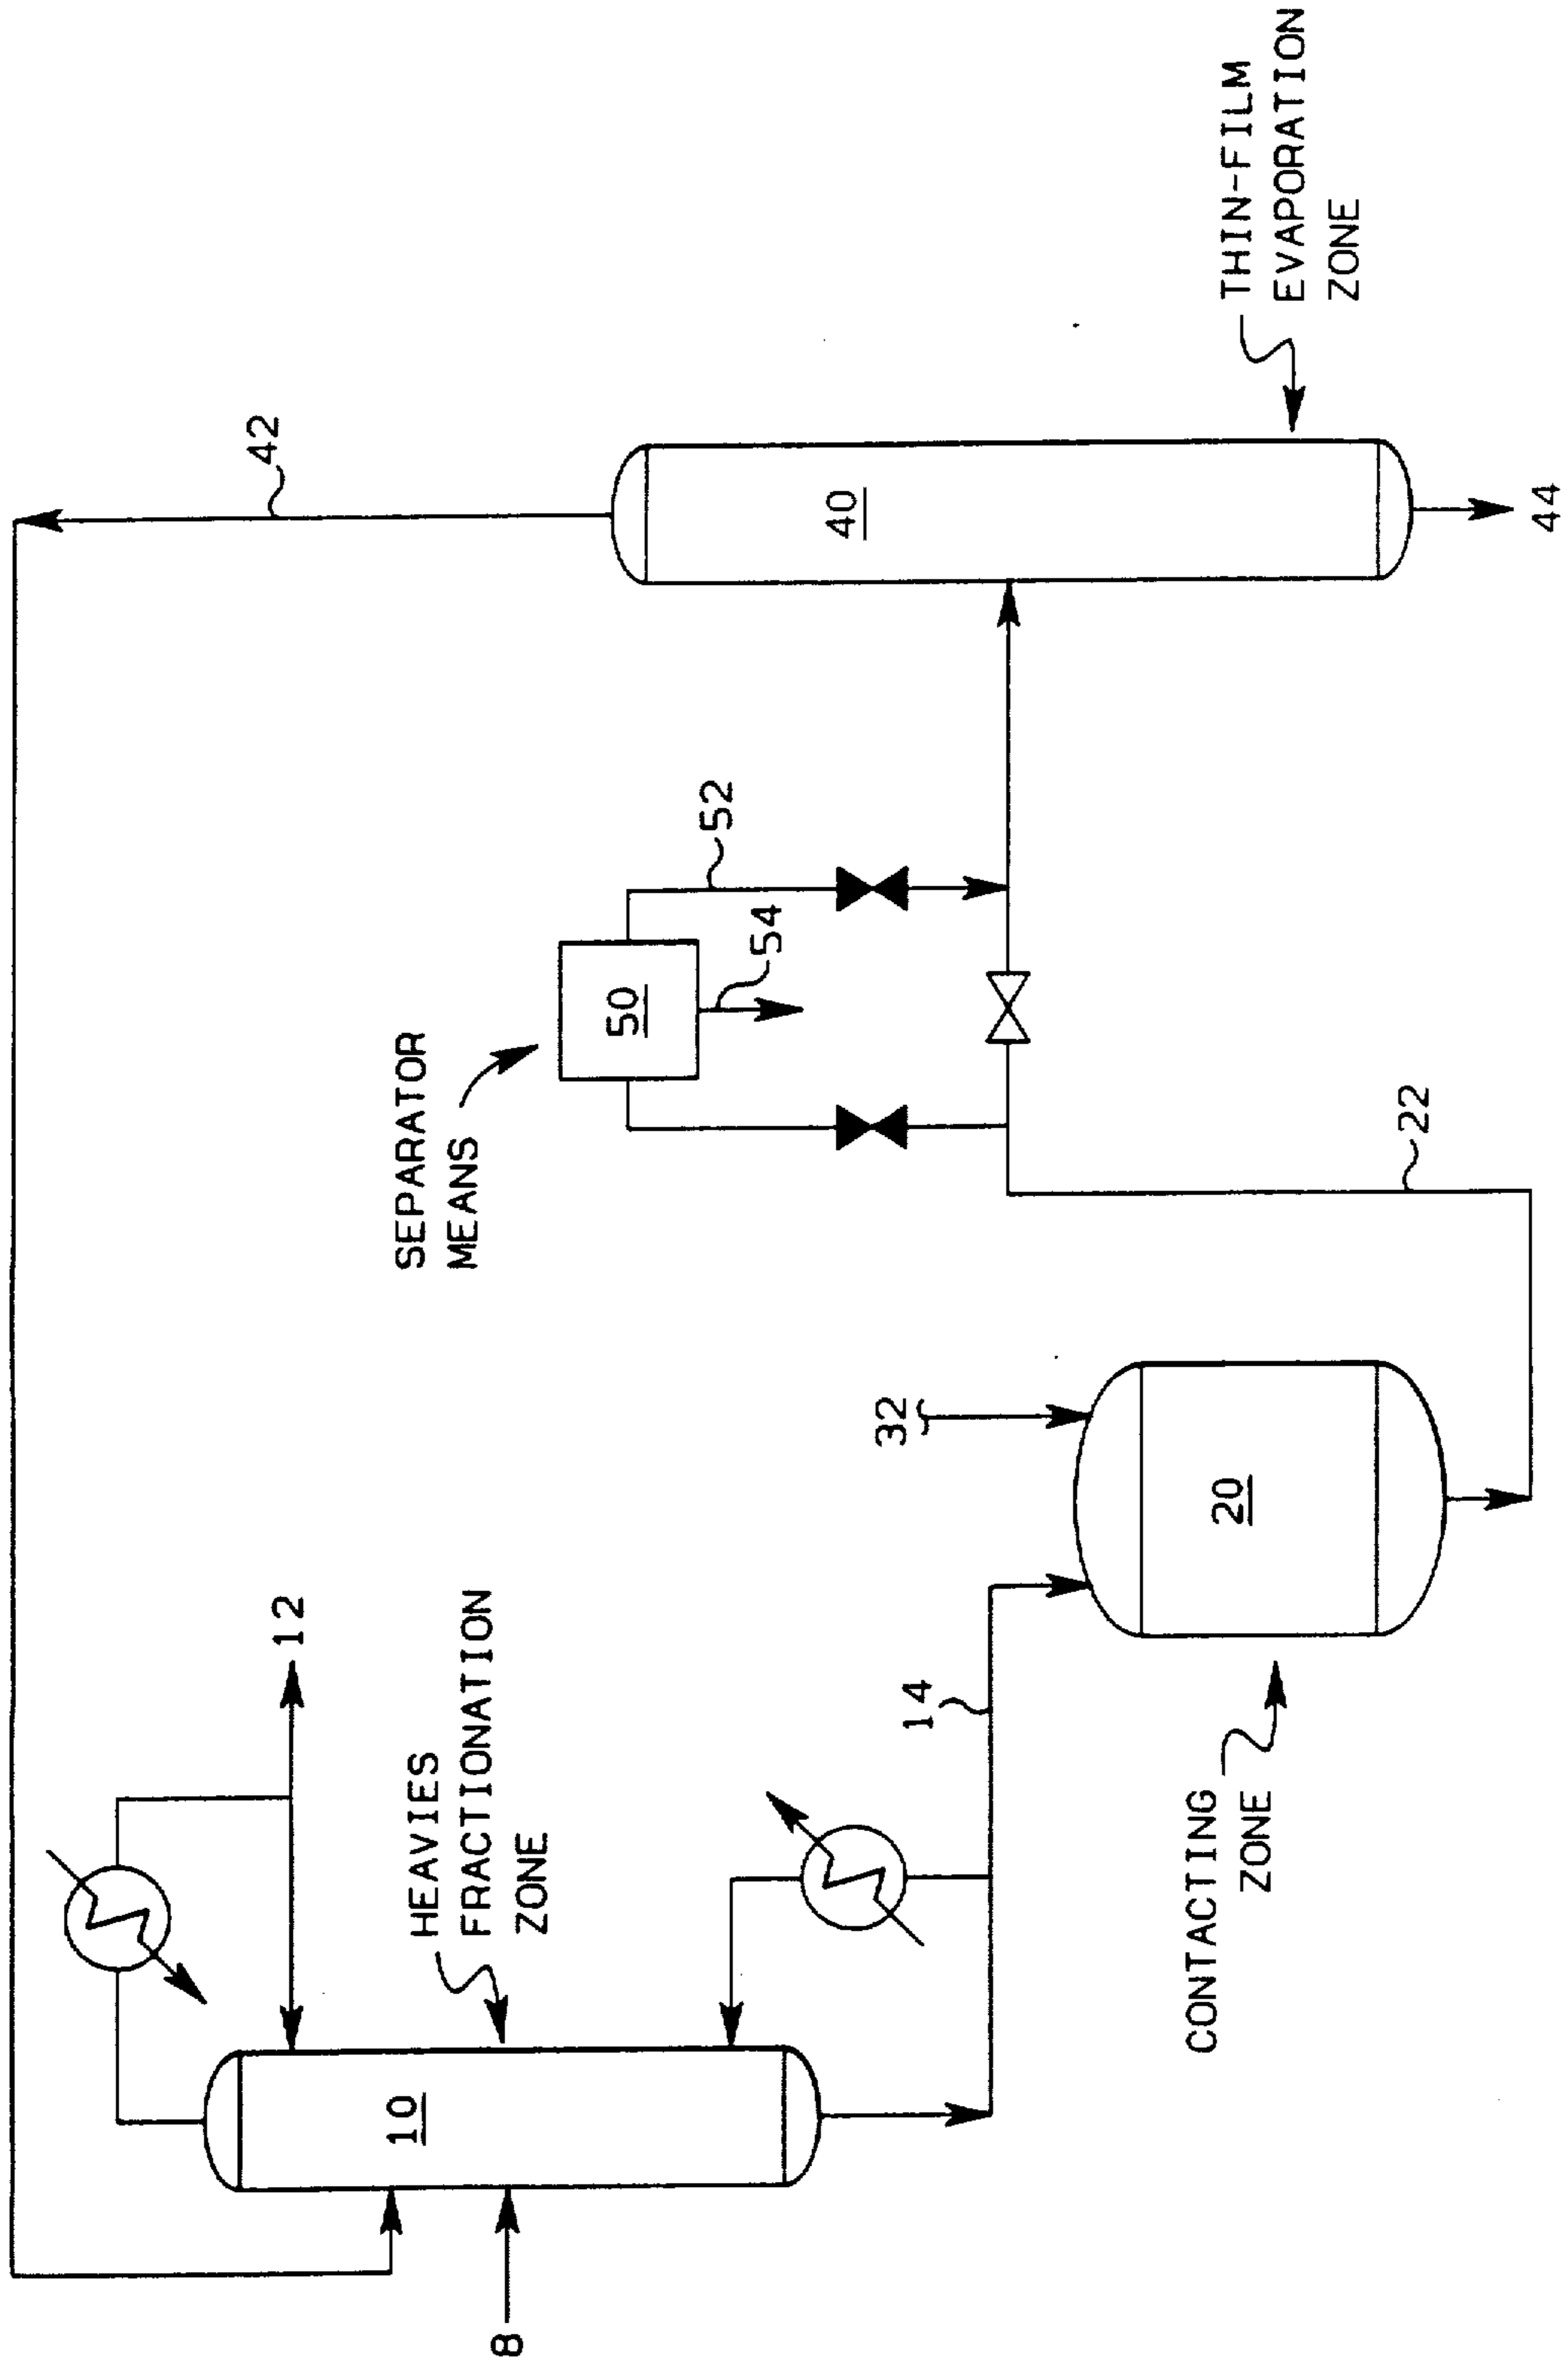 42
THIN-FILM
EVAPORATION
ZONE
40
44
SEPARATOR
MEANS
50
52
54
22
12
HEAVIES
FRACTIONATION
ZONE
10
8
14
32
20
CONTACTING
ZONE